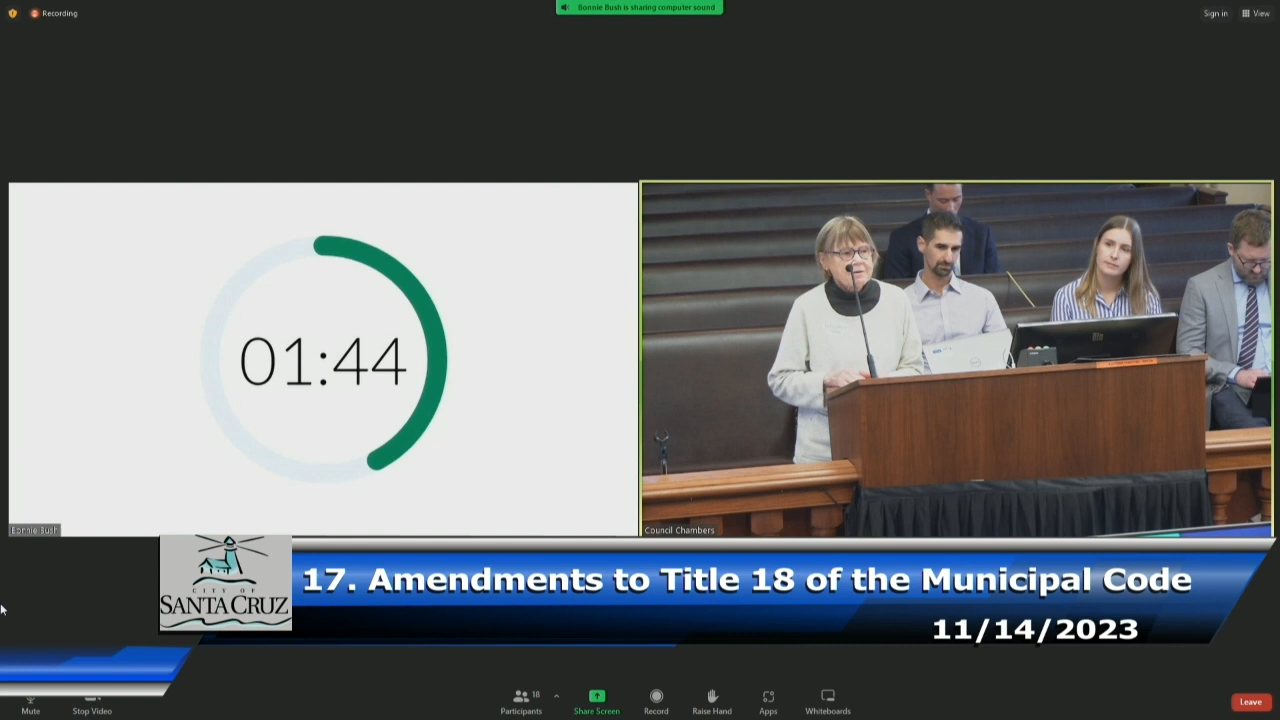 Recording
Bonnie Bush is sharing computer sound
Sign in
View
01:44
Bonnie Bush
Council Chambers
CITY OF
SANTA CRUZ
17. Amendments to Title 18 of the Municipal Code
11/14/2023
Mute
Stop Video
Participants
18
Share Screen
Record
Raise Hand
Apps
Whiteboards
Leave